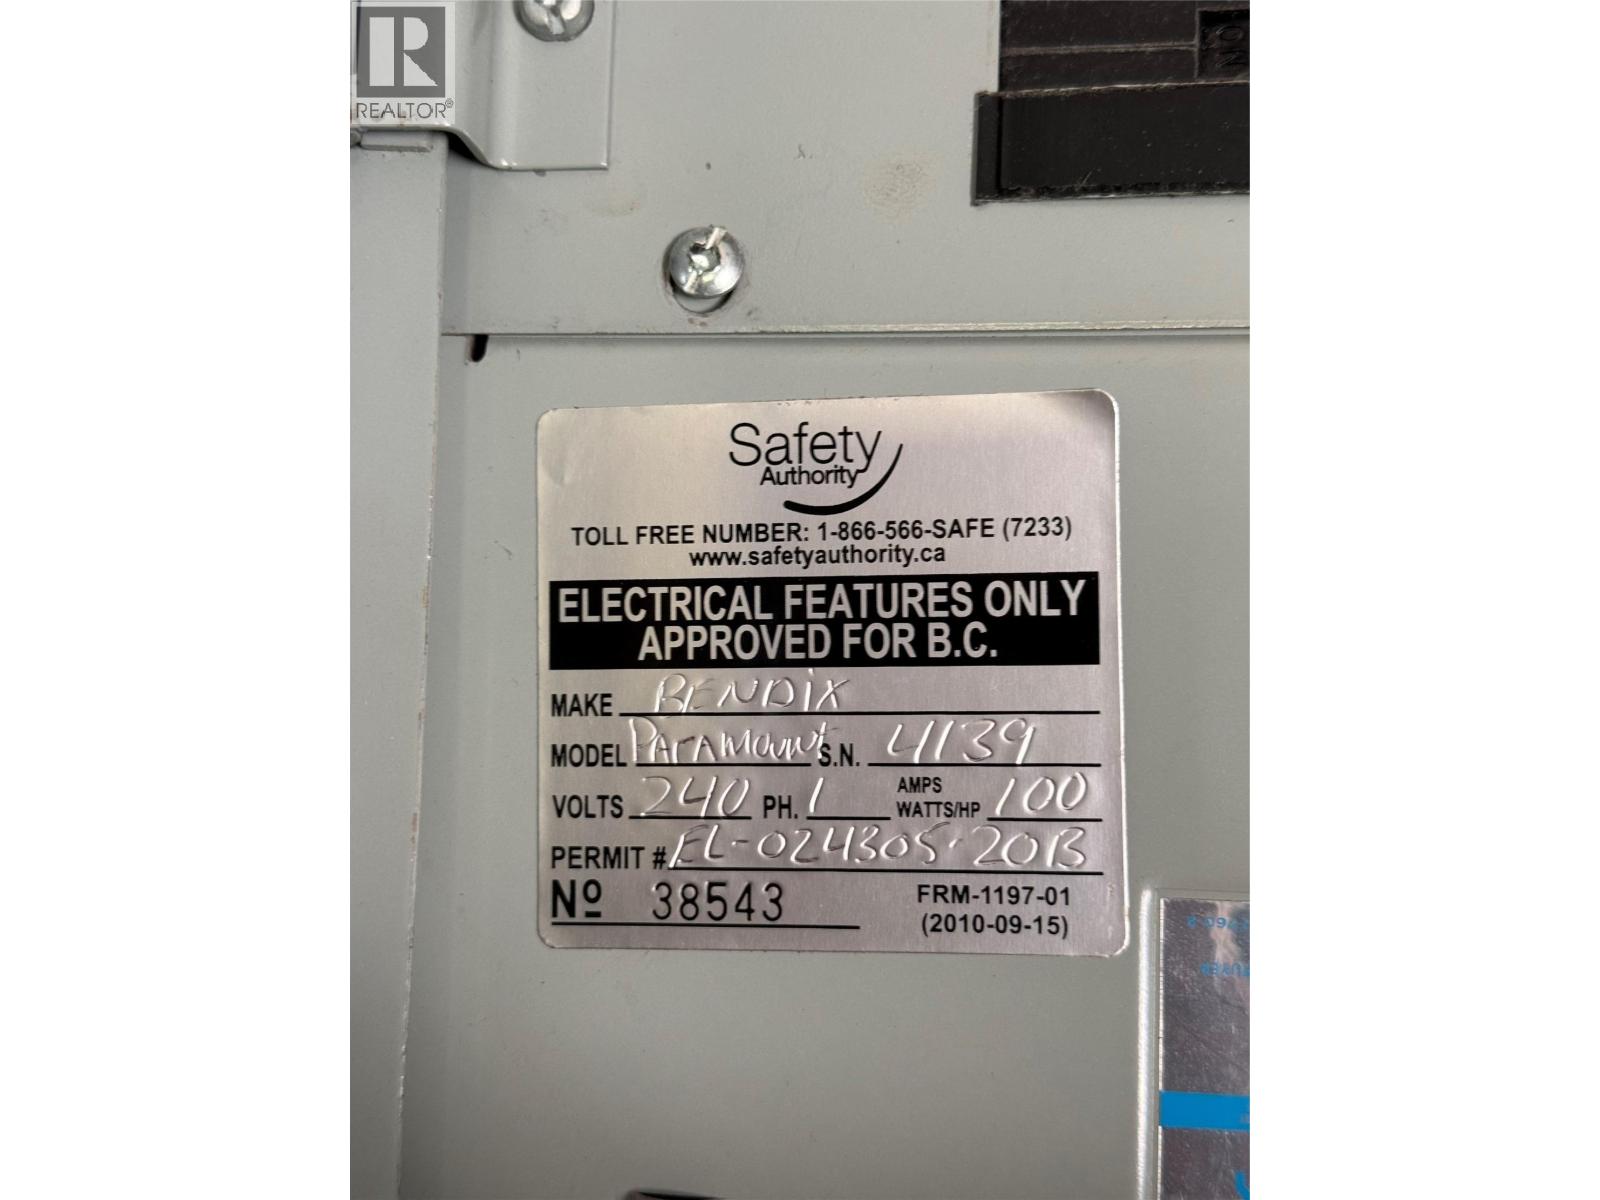 REALTOR®
NO
Safety
Authority
TOLL FREE NUMBER: 1-866-566-SAFE (7233)
www.safetyauthority.ca
ELECTRICAL FEATURES ONLY
APPROVED FOR B.C.
MAKE BENDIX
MODEL PARAMOUNT S.N. 4139
VOLTS 240 PH. 1 AMPS WATTS/HP 100
PERMIT # EL-024305-20B
Nº 38543 FRM-1197-01
(2010-09-15)